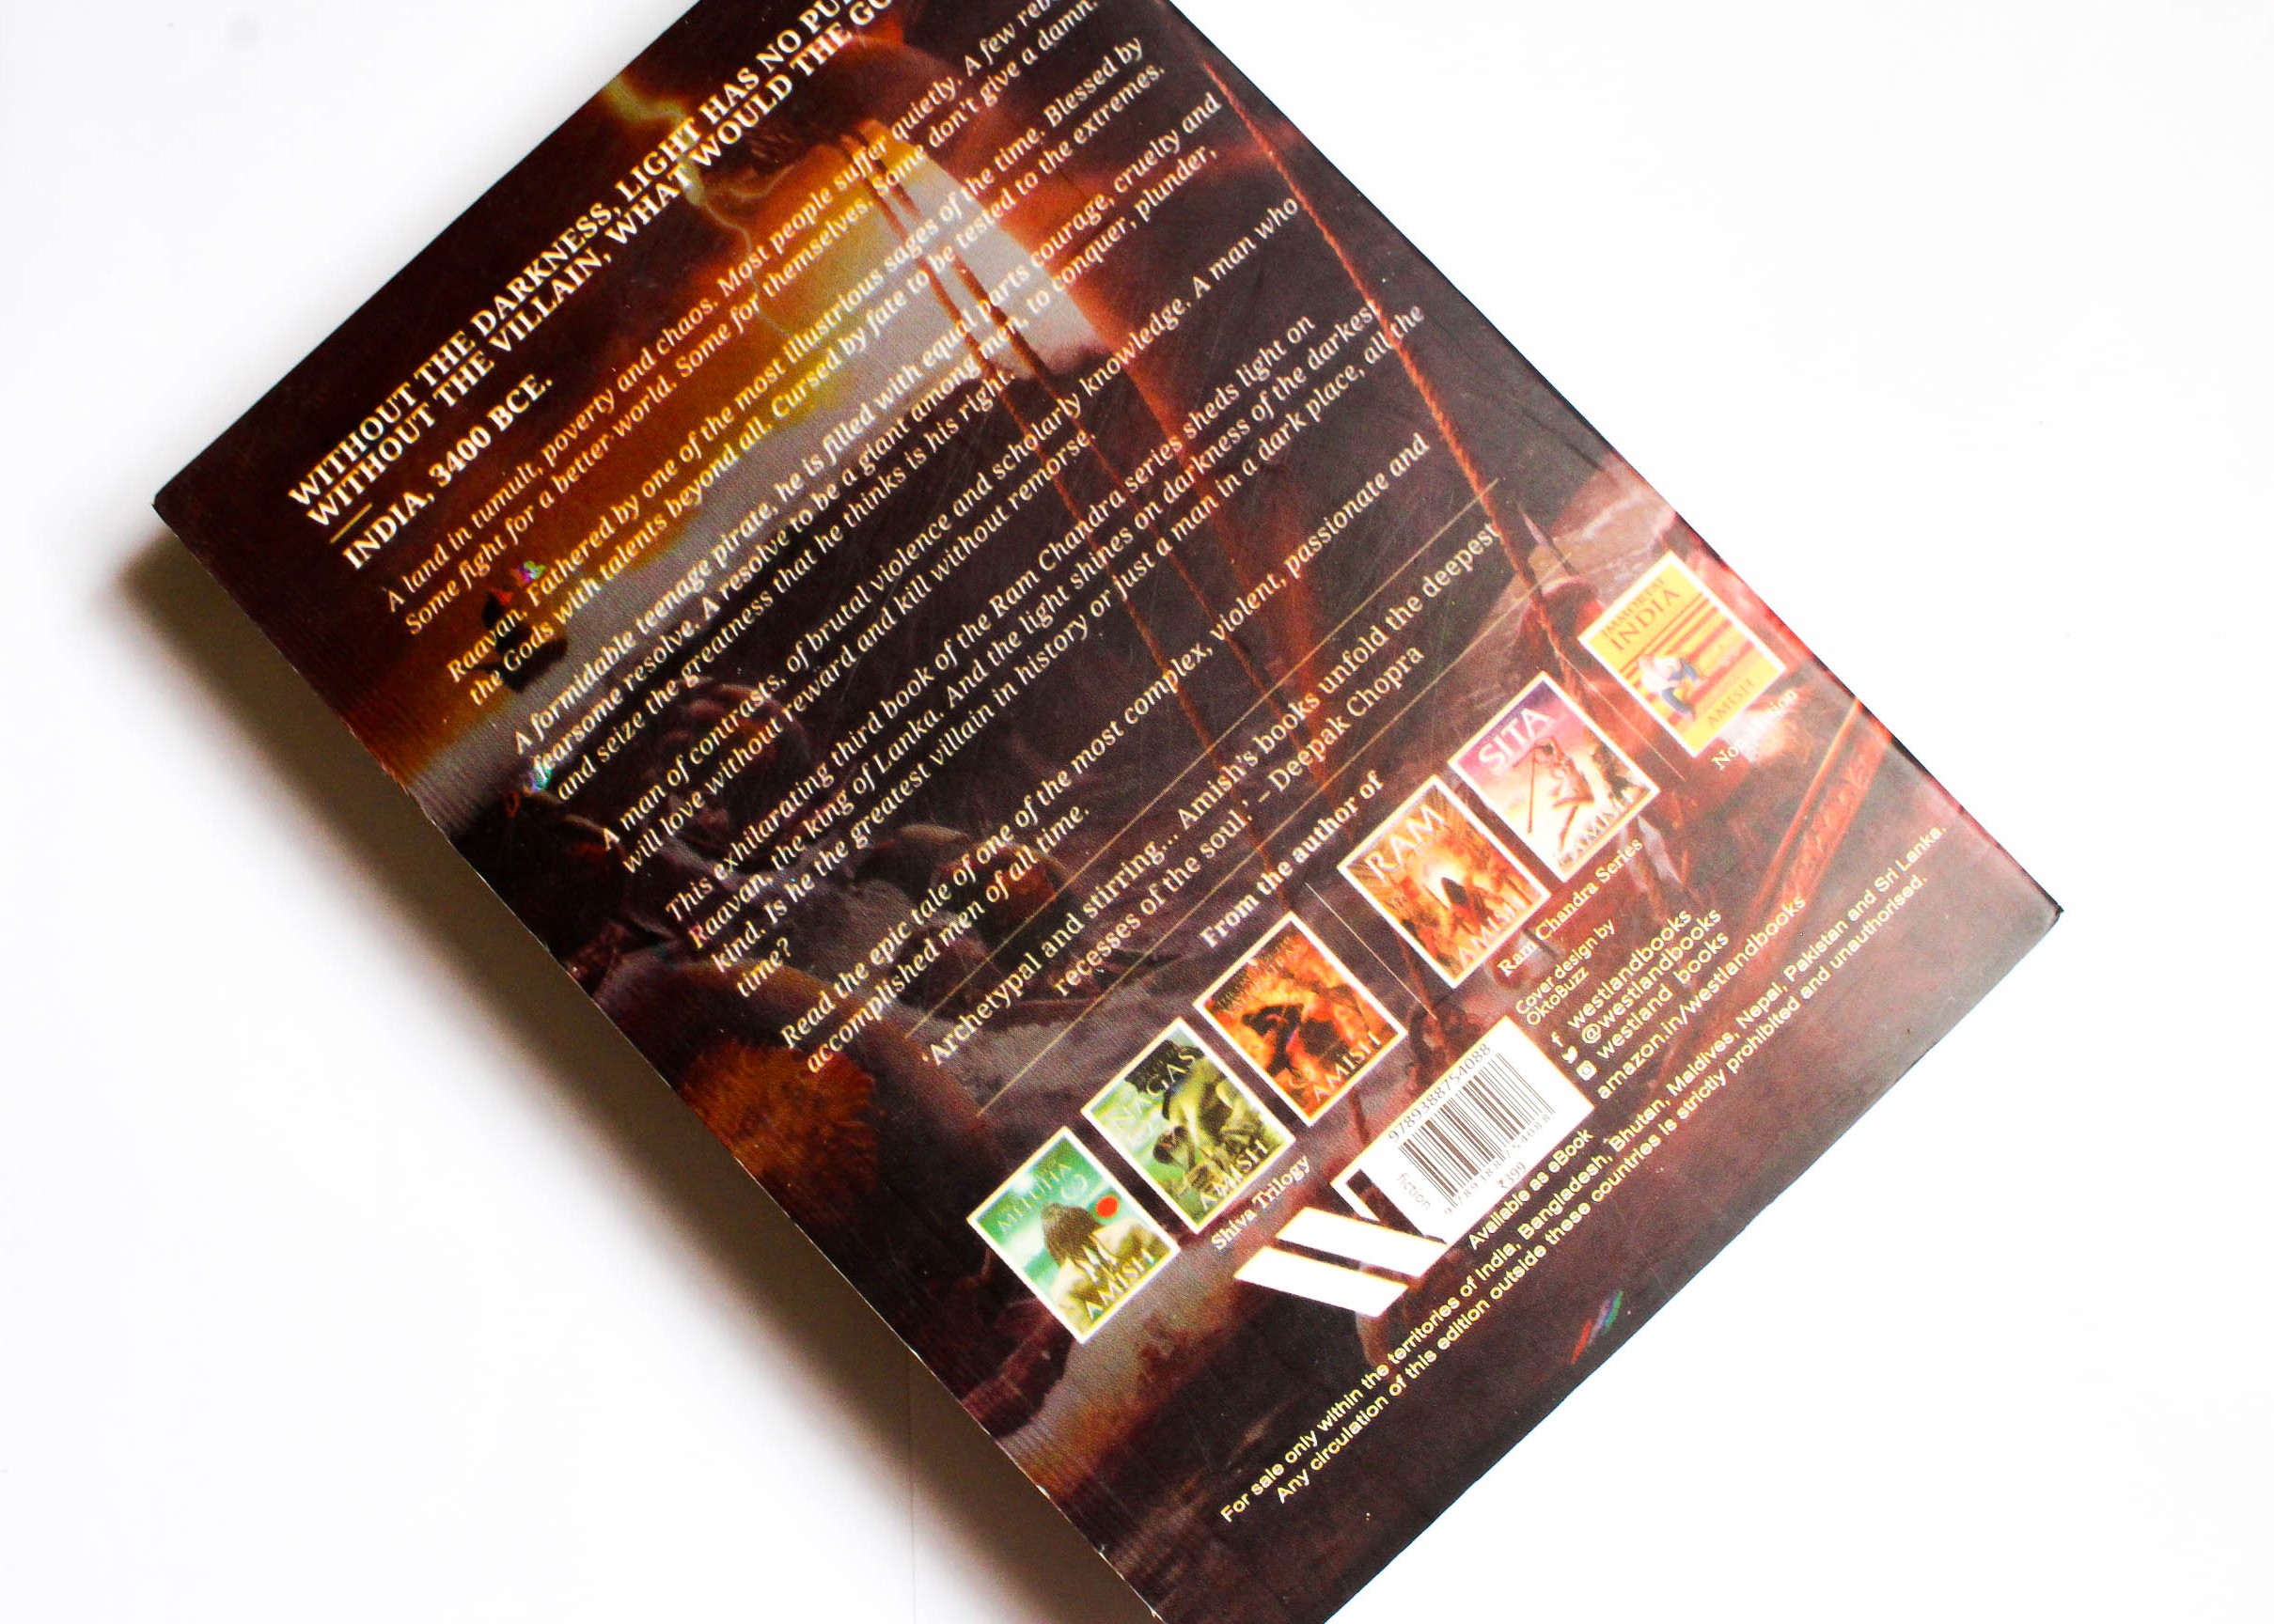 WITHOUT THE DARKNESS, LIGHT HAS NO
WITHOUT THE VILLAIN, WHAT WOULD THE
INDIA, 3400 BCE.
A land in tumult, poverty and chaos. Most people suffer quietly. A few
Some fight for a better world. Some for themselves. Some don't give a damn.
Raavan. Fathered by one of the most illustrious sages of the time. Blessed by
the Gods with talents beyond all. Cursed by fate to be tested to the extremes.
A formidable teenage pirate, he is filled with equal parts courage, cruelty and
fearsome resolve. A resolve to be a giant among men, to conquer, plunder,
and seize the greatness that he thinks is his right.
A man of contrasts, of brutal violence and scholarly knowledge. A man who
will love without reward and kill without remorse.
This exhilarating third book of the Ram Chandra series sheds light on
Raavan, the king of Lanka. And the light shines on darkness of the darkest
kind. Is he the greatest villain in history or just a man in a dark place, all the
time?
Read the epic tale of one of the most complex, violent, passionate and
accomplished men of all time.
'Archetypal and stirring... Amish's books unfold the deepest
recesses of the soul.' – Deepak Chopra
From the author of
MELUHA
AMISH
NAGAS
AMISH
AMISH
Shiva Trilogy
RAM
AMISH
SITA
AMISH
Ram Chandra Series
IMMORTAL
INDIA
AMISH
Non-fiction
Cover design by
OktoBuzz
westlandbooks
@westlandbooks
westland_books
amazon.in/westlandbooks
9789388754088
fiction
9 789388 754088
₹399
Available as eBook
For sale only within the territories of India, Bangladesh, Bhutan, Maldives, Nepal, Pakistan and Sri Lanka.
Any circulation of this edition outside these countries is strictly prohibited and unauthorised.